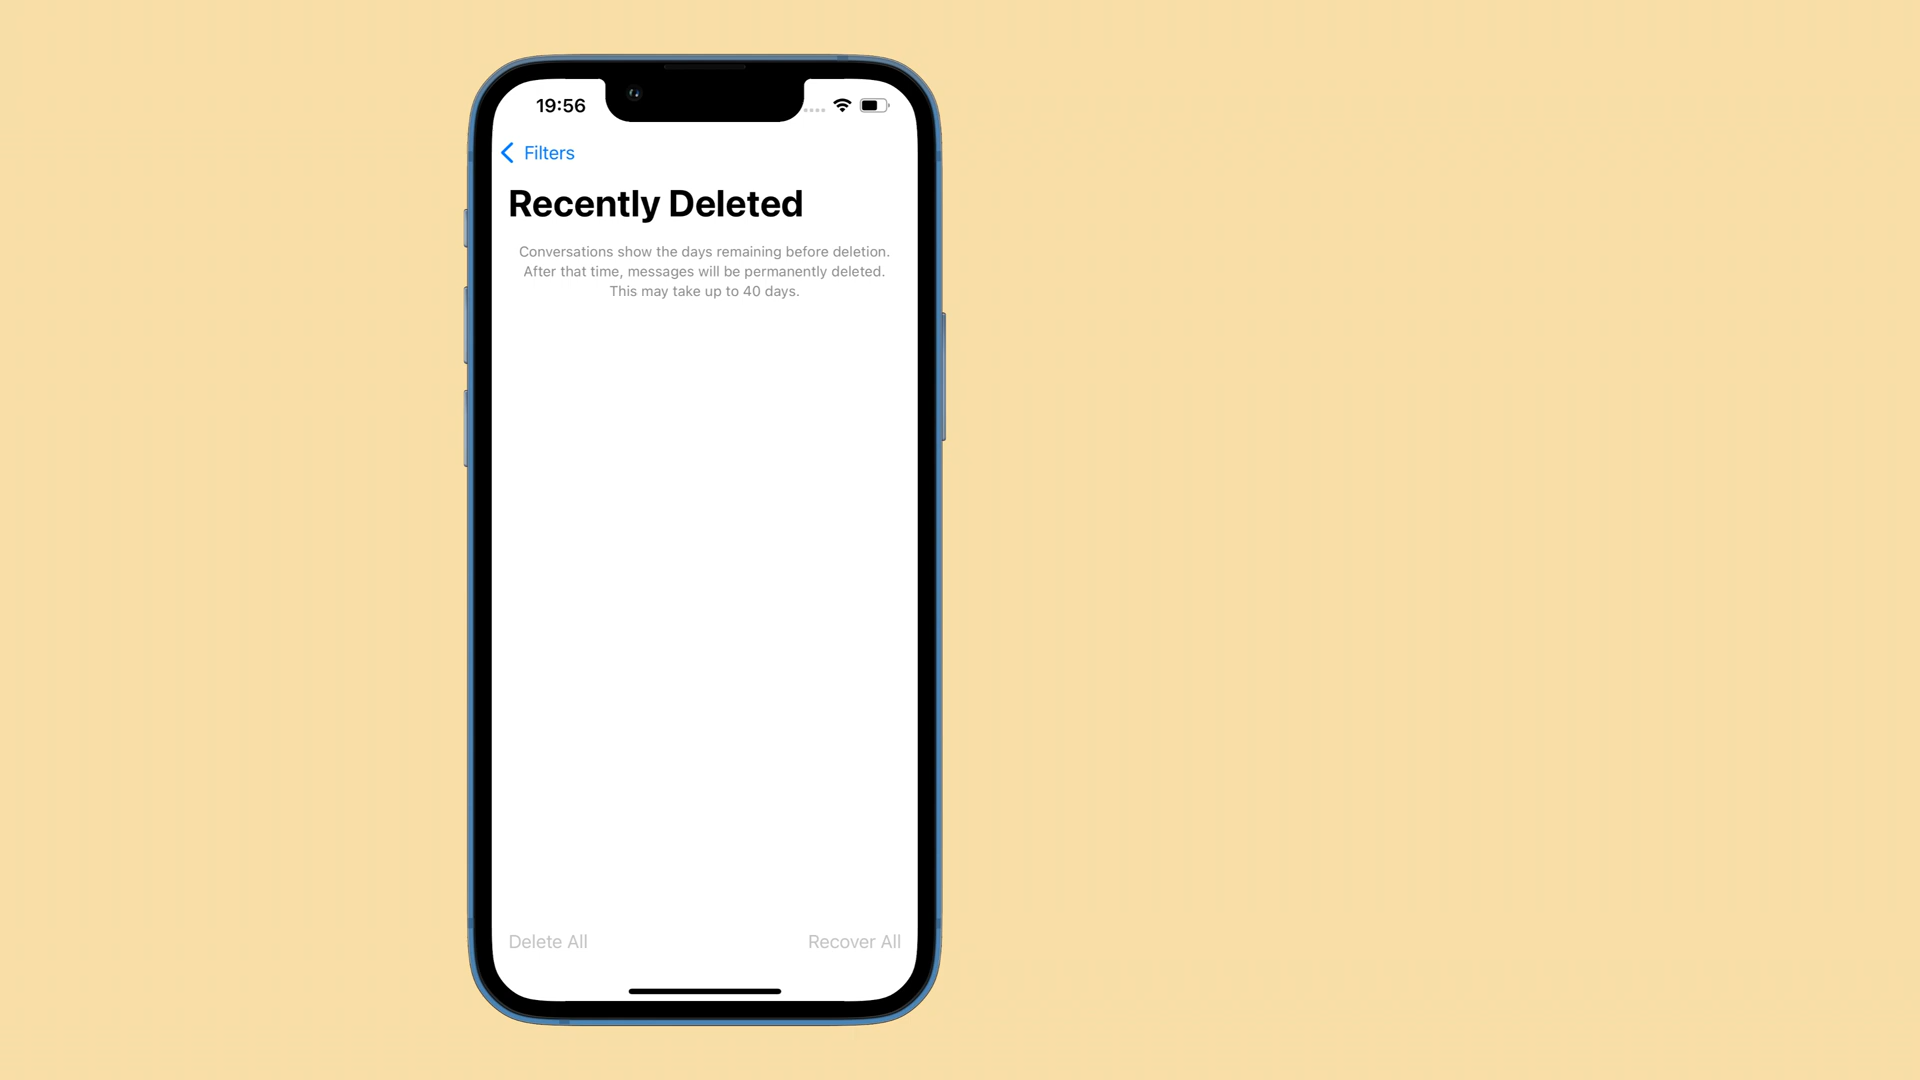 19:56
Filters
Recently Deleted
Conversations show the days remaining before deletion.
After that time, messages will be permanently deleted.
This may take up to 40 days.
Delete All
Recover All